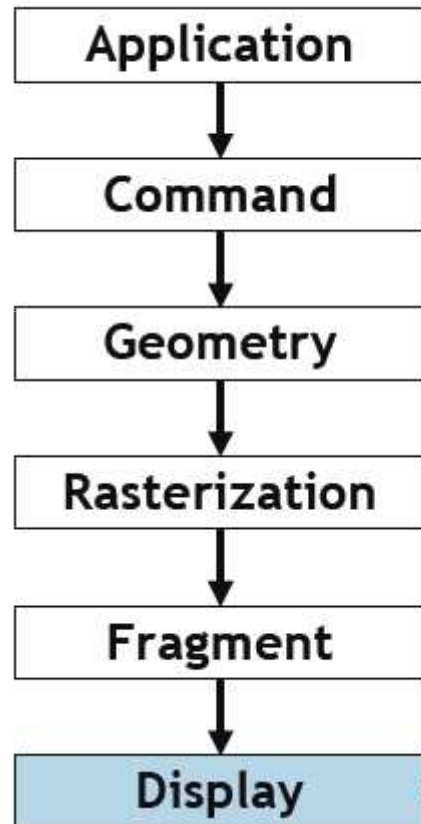 Application
Command
Geometry
Rasterization
Fragment
Display